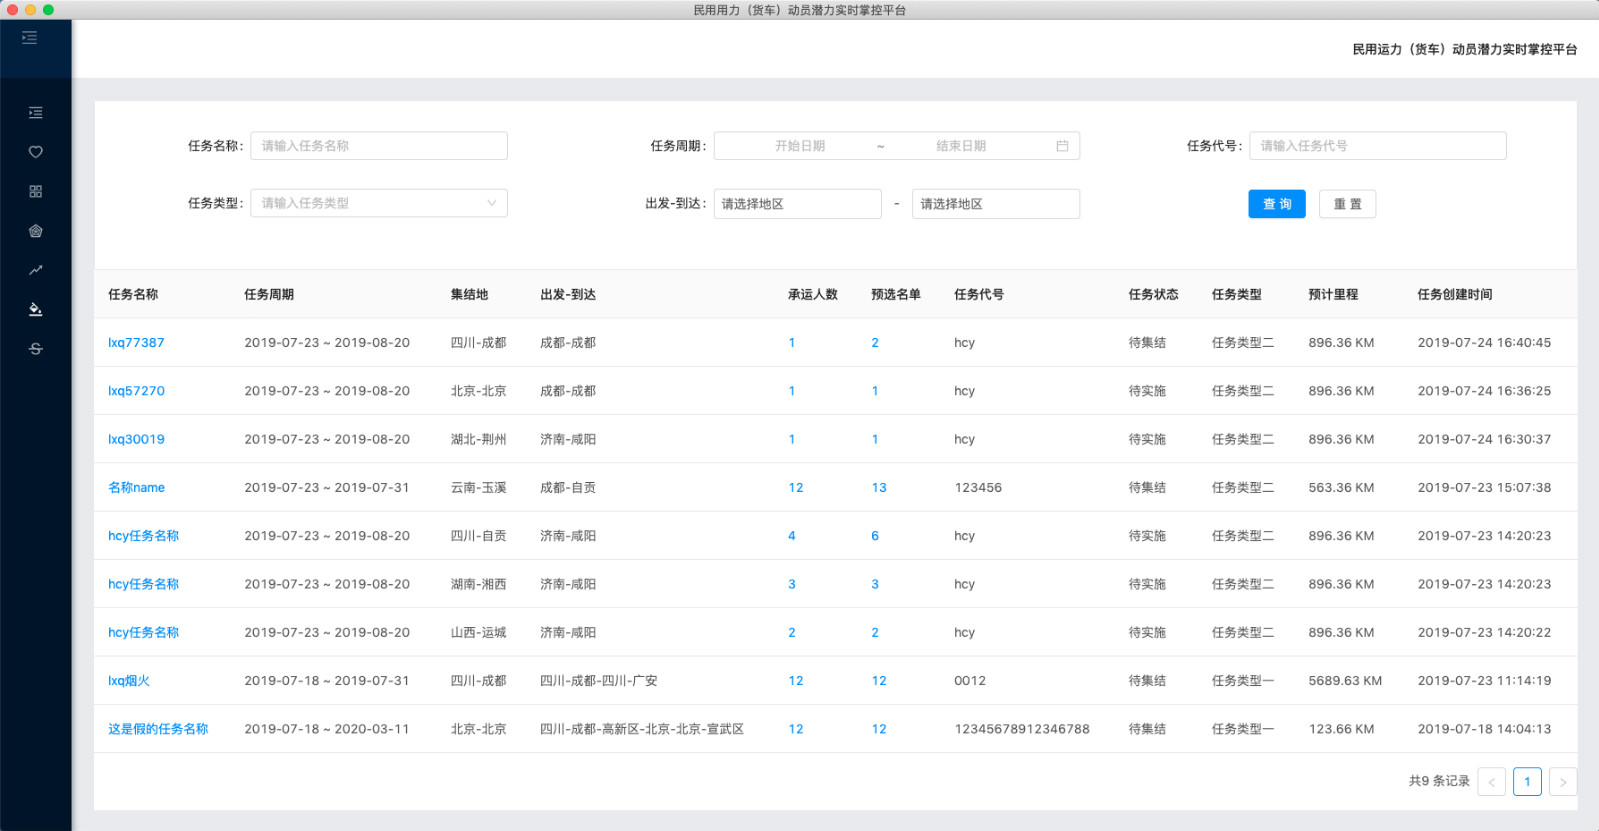 民用用力（货车）动员潜力实时掌控平台
民用运力（货车）动员潜力实时掌控平台
任务名称： 请输入任务名称 任务周期： 开始日期 ~ 结束日期 任务代号： 请输入任务代号
任务类型： 请输入任务类型 出发-到达： 请选择地区 - 请选择地区 查 询 重 置
任务名称 任务周期 集结地 出发-到达 承运人数 预选名单 任务代号 任务状态 任务类型 预计里程 任务创建时间
lxq77387 2019-07-23 ~ 2019-08-20 四川-成都 成都-成都 1 2 hcy 待集结 任务类型二 896.36 KM 2019-07-24 16:40:45
lxq57270 2019-07-23 ~ 2019-08-20 北京-北京 成都-成都 1 1 hcy 待实施 任务类型二 896.36 KM 2019-07-24 16:36:25
lxq30019 2019-07-23 ~ 2019-08-20 湖北-荆州 济南-咸阳 1 1 hcy 待实施 任务类型二 896.36 KM 2019-07-24 16:30:37
名称name 2019-07-23 ~ 2019-07-31 云南-玉溪 成都-自贡 12 13 123456 待集结 任务类型二 563.36 KM 2019-07-23 15:07:38
hcy任务名称 2019-07-23 ~ 2019-08-20 四川-自贡 济南-咸阳 4 6 hcy 待实施 任务类型二 896.36 KM 2019-07-23 14:20:23
hcy任务名称 2019-07-23 ~ 2019-08-20 湖南-湘西 济南-咸阳 3 3 hcy 待实施 任务类型二 896.36 KM 2019-07-23 14:20:23
hcy任务名称 2019-07-23 ~ 2019-08-20 山西-运城 济南-咸阳 2 2 hcy 待实施 任务类型二 896.36 KM 2019-07-23 14:20:22
lxq烟火 2019-07-18 ~ 2019-07-31 四川-成都 四川-成都-四川-广安 12 12 0012 待集结 任务类型一 5689.63 KM 2019-07-23 11:14:19
这是假的任务名称 2019-07-18 ~ 2020-03-11 北京-北京 四川-成都-高新区-北京-北京-宣武区 12 12 12345678912346788 待集结 任务类型一 123.66 KM 2019-07-18 14:04:13
共9 条记录 < 1 >